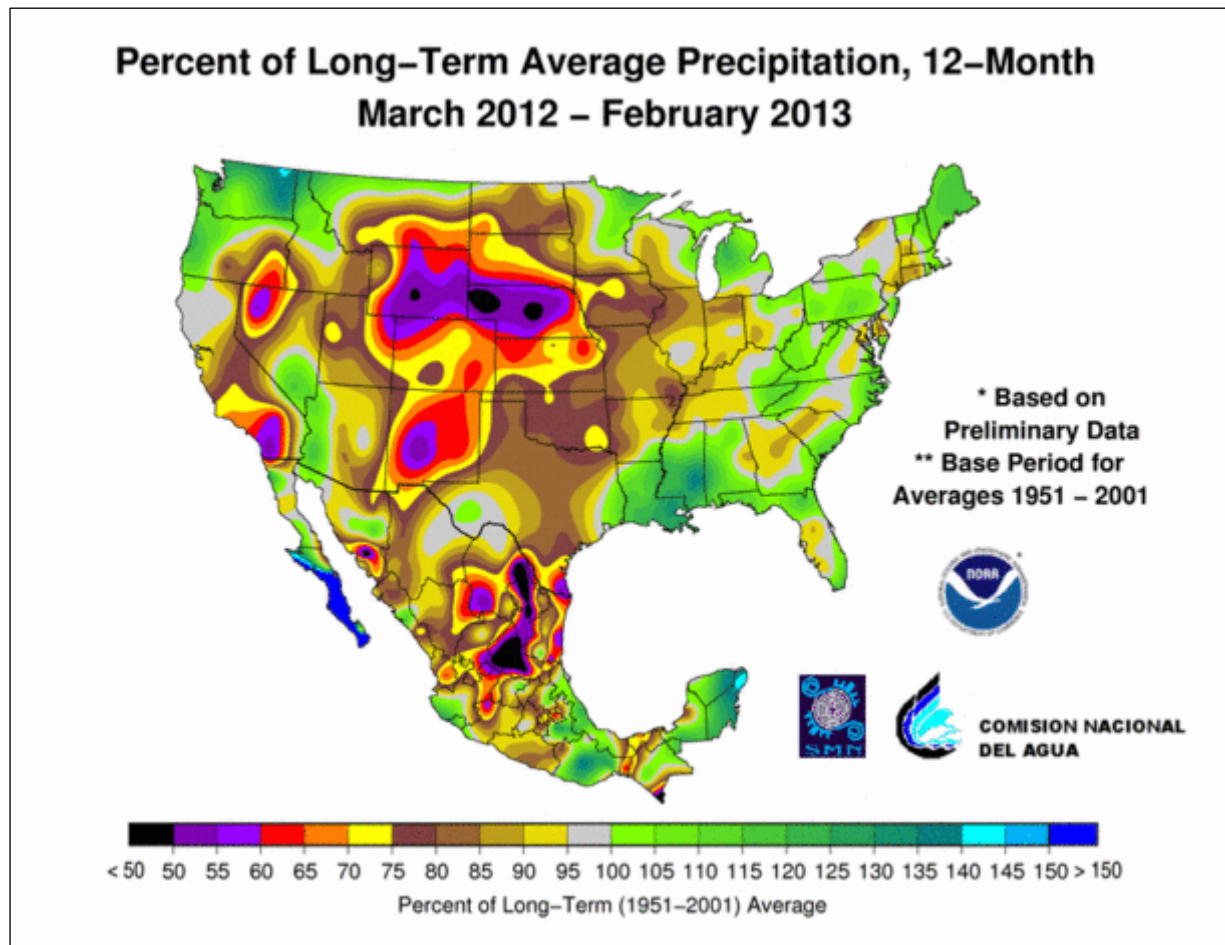 Percent of Long–Term Average Precipitation, 12–Month
March 2012 – February 2013
* Based on
Preliminary Data
** Base Period for
Averages 1951 – 2001
NOAA
SMN
COMISION NACIONAL
DEL AGUA
< 50 50 55 60 65 70 75 80 85 90 95 100 105 110 115 120 125 130 135 140 145 150 > 150
Percent of Long–Term (1951–2001) Average